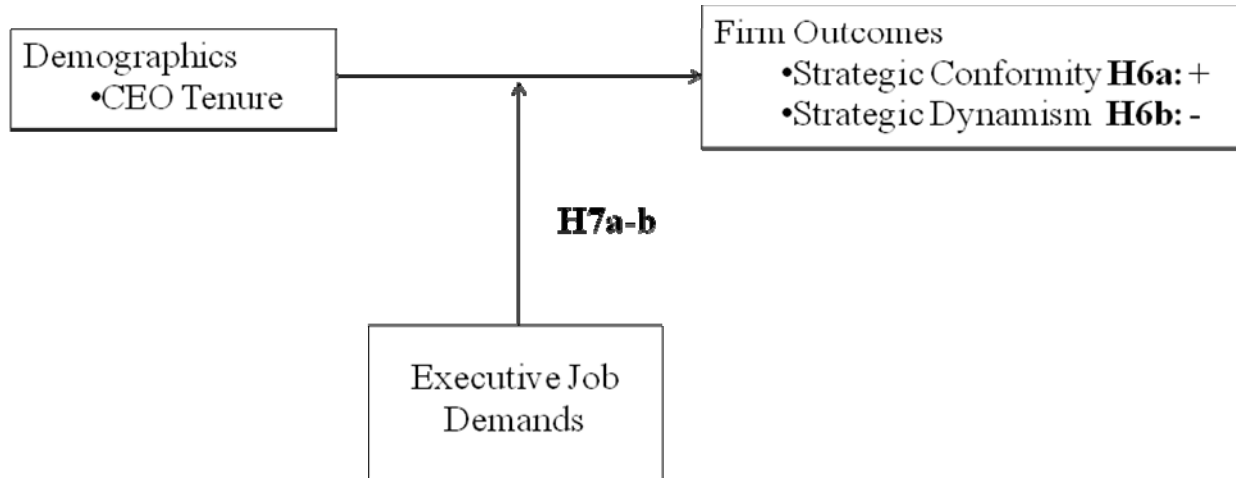 Demographics
•CEO Tenure
Firm Outcomes
•Strategic Conformity H6a: +
•Strategic Dynamism H6b: -
H7a-b
Executive Job
Demands